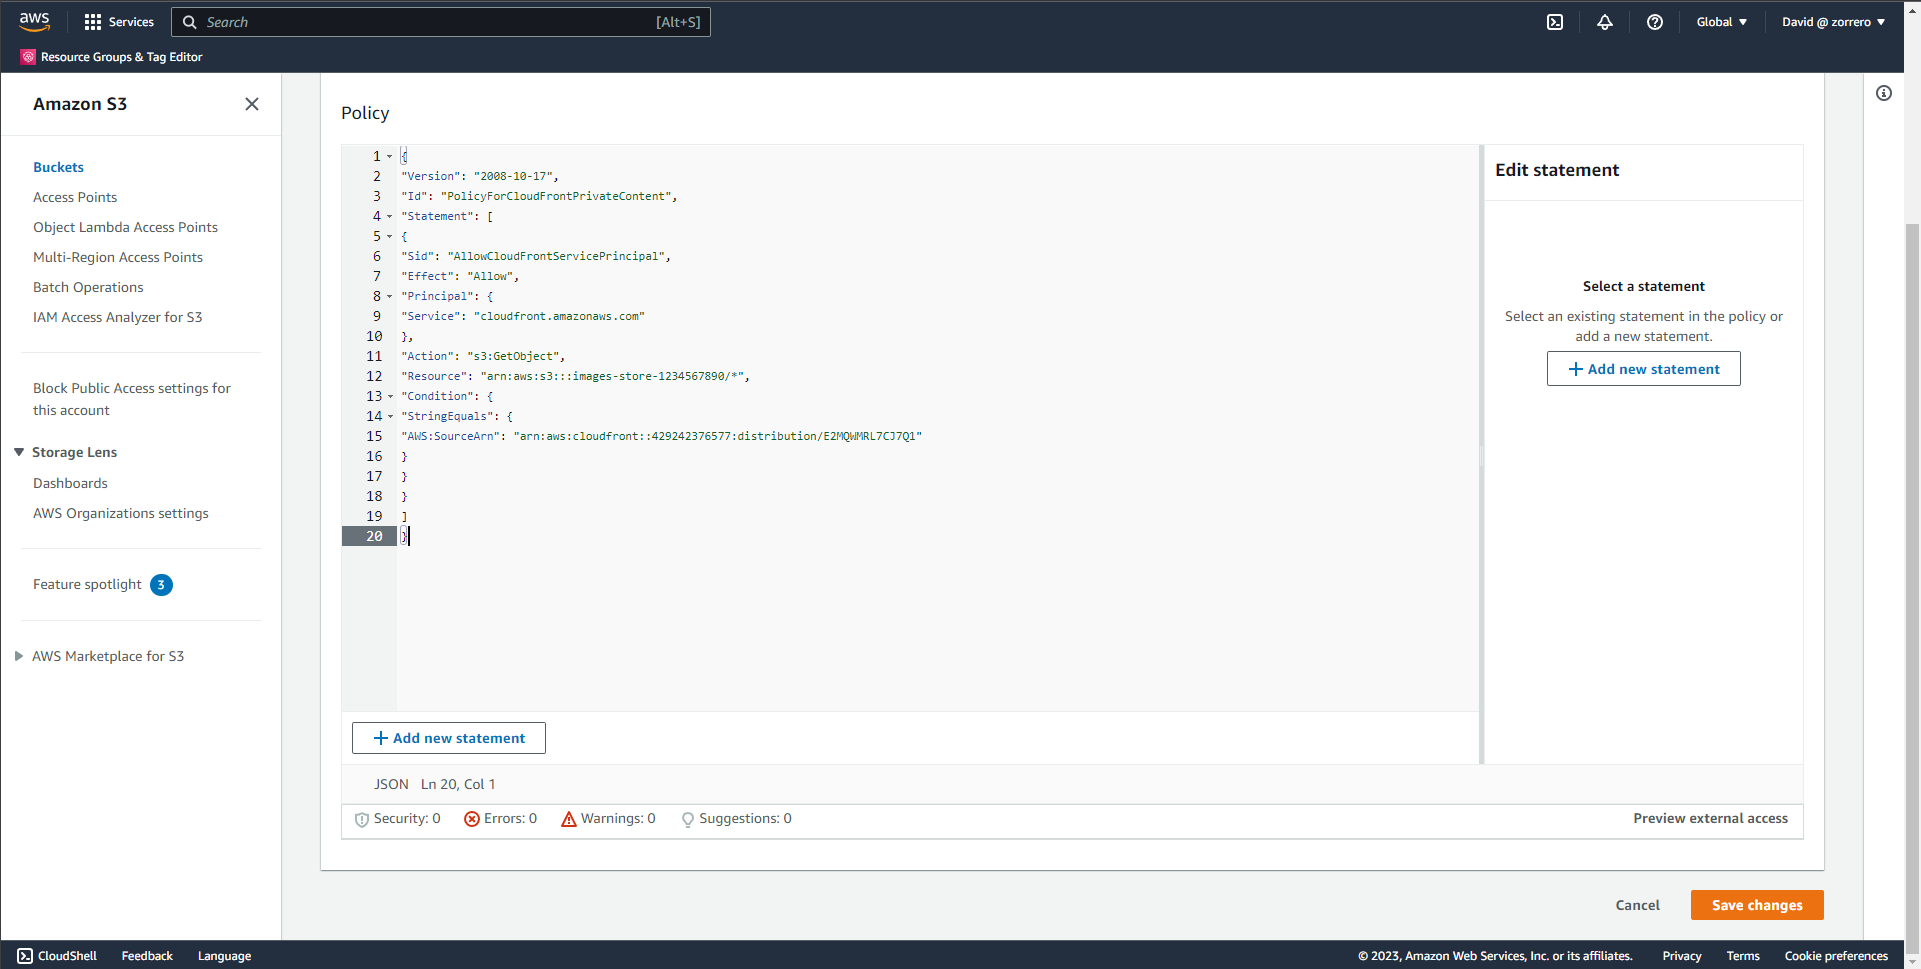 aws
Services
Search
[Alt+S]
Global
David @ zorrero
Resource Groups & Tag Editor
Amazon S3
Buckets
Access Points
Object Lambda Access Points
Multi-Region Access Points
Batch Operations
IAM Access Analyzer for S3
Block Public Access settings for
this account
Storage Lens
Dashboards
AWS Organizations settings
Feature spotlight 3
AWS Marketplace for S3
Policy
1 {
2 "Version": "2008-10-17",
3 "Id": "PolicyForCloudFrontPrivateContent",
4 "Statement": [
5 {
6 "Sid": "AllowCloudFrontServicePrincipal",
7 "Effect": "Allow",
8 "Principal": {
9 "Service": "cloudfront.amazonaws.com"
10 },
11 "Action": "s3:GetObject",
12 "Resource": "arn:aws:s3:::images-store-1234567890/*",
13 "Condition": {
14 "StringEquals": {
15 "AWS:SourceArn": "arn:aws:cloudfront::429242376577:distribution/E2MQWMRL7CJ7Q1"
16 }
17 }
18 }
19 ]
20 }
+ Add new statement
JSON Ln 20, Col 1
Security: 0 Errors: 0 Warnings: 0 Suggestions: 0
Preview external access
Edit statement
Select a statement
Select an existing statement in the policy or
add a new statement.
+ Add new statement
Cancel
Save changes
CloudShell Feedback Language
© 2023, Amazon Web Services, Inc. or its affiliates. Privacy Terms Cookie preferences